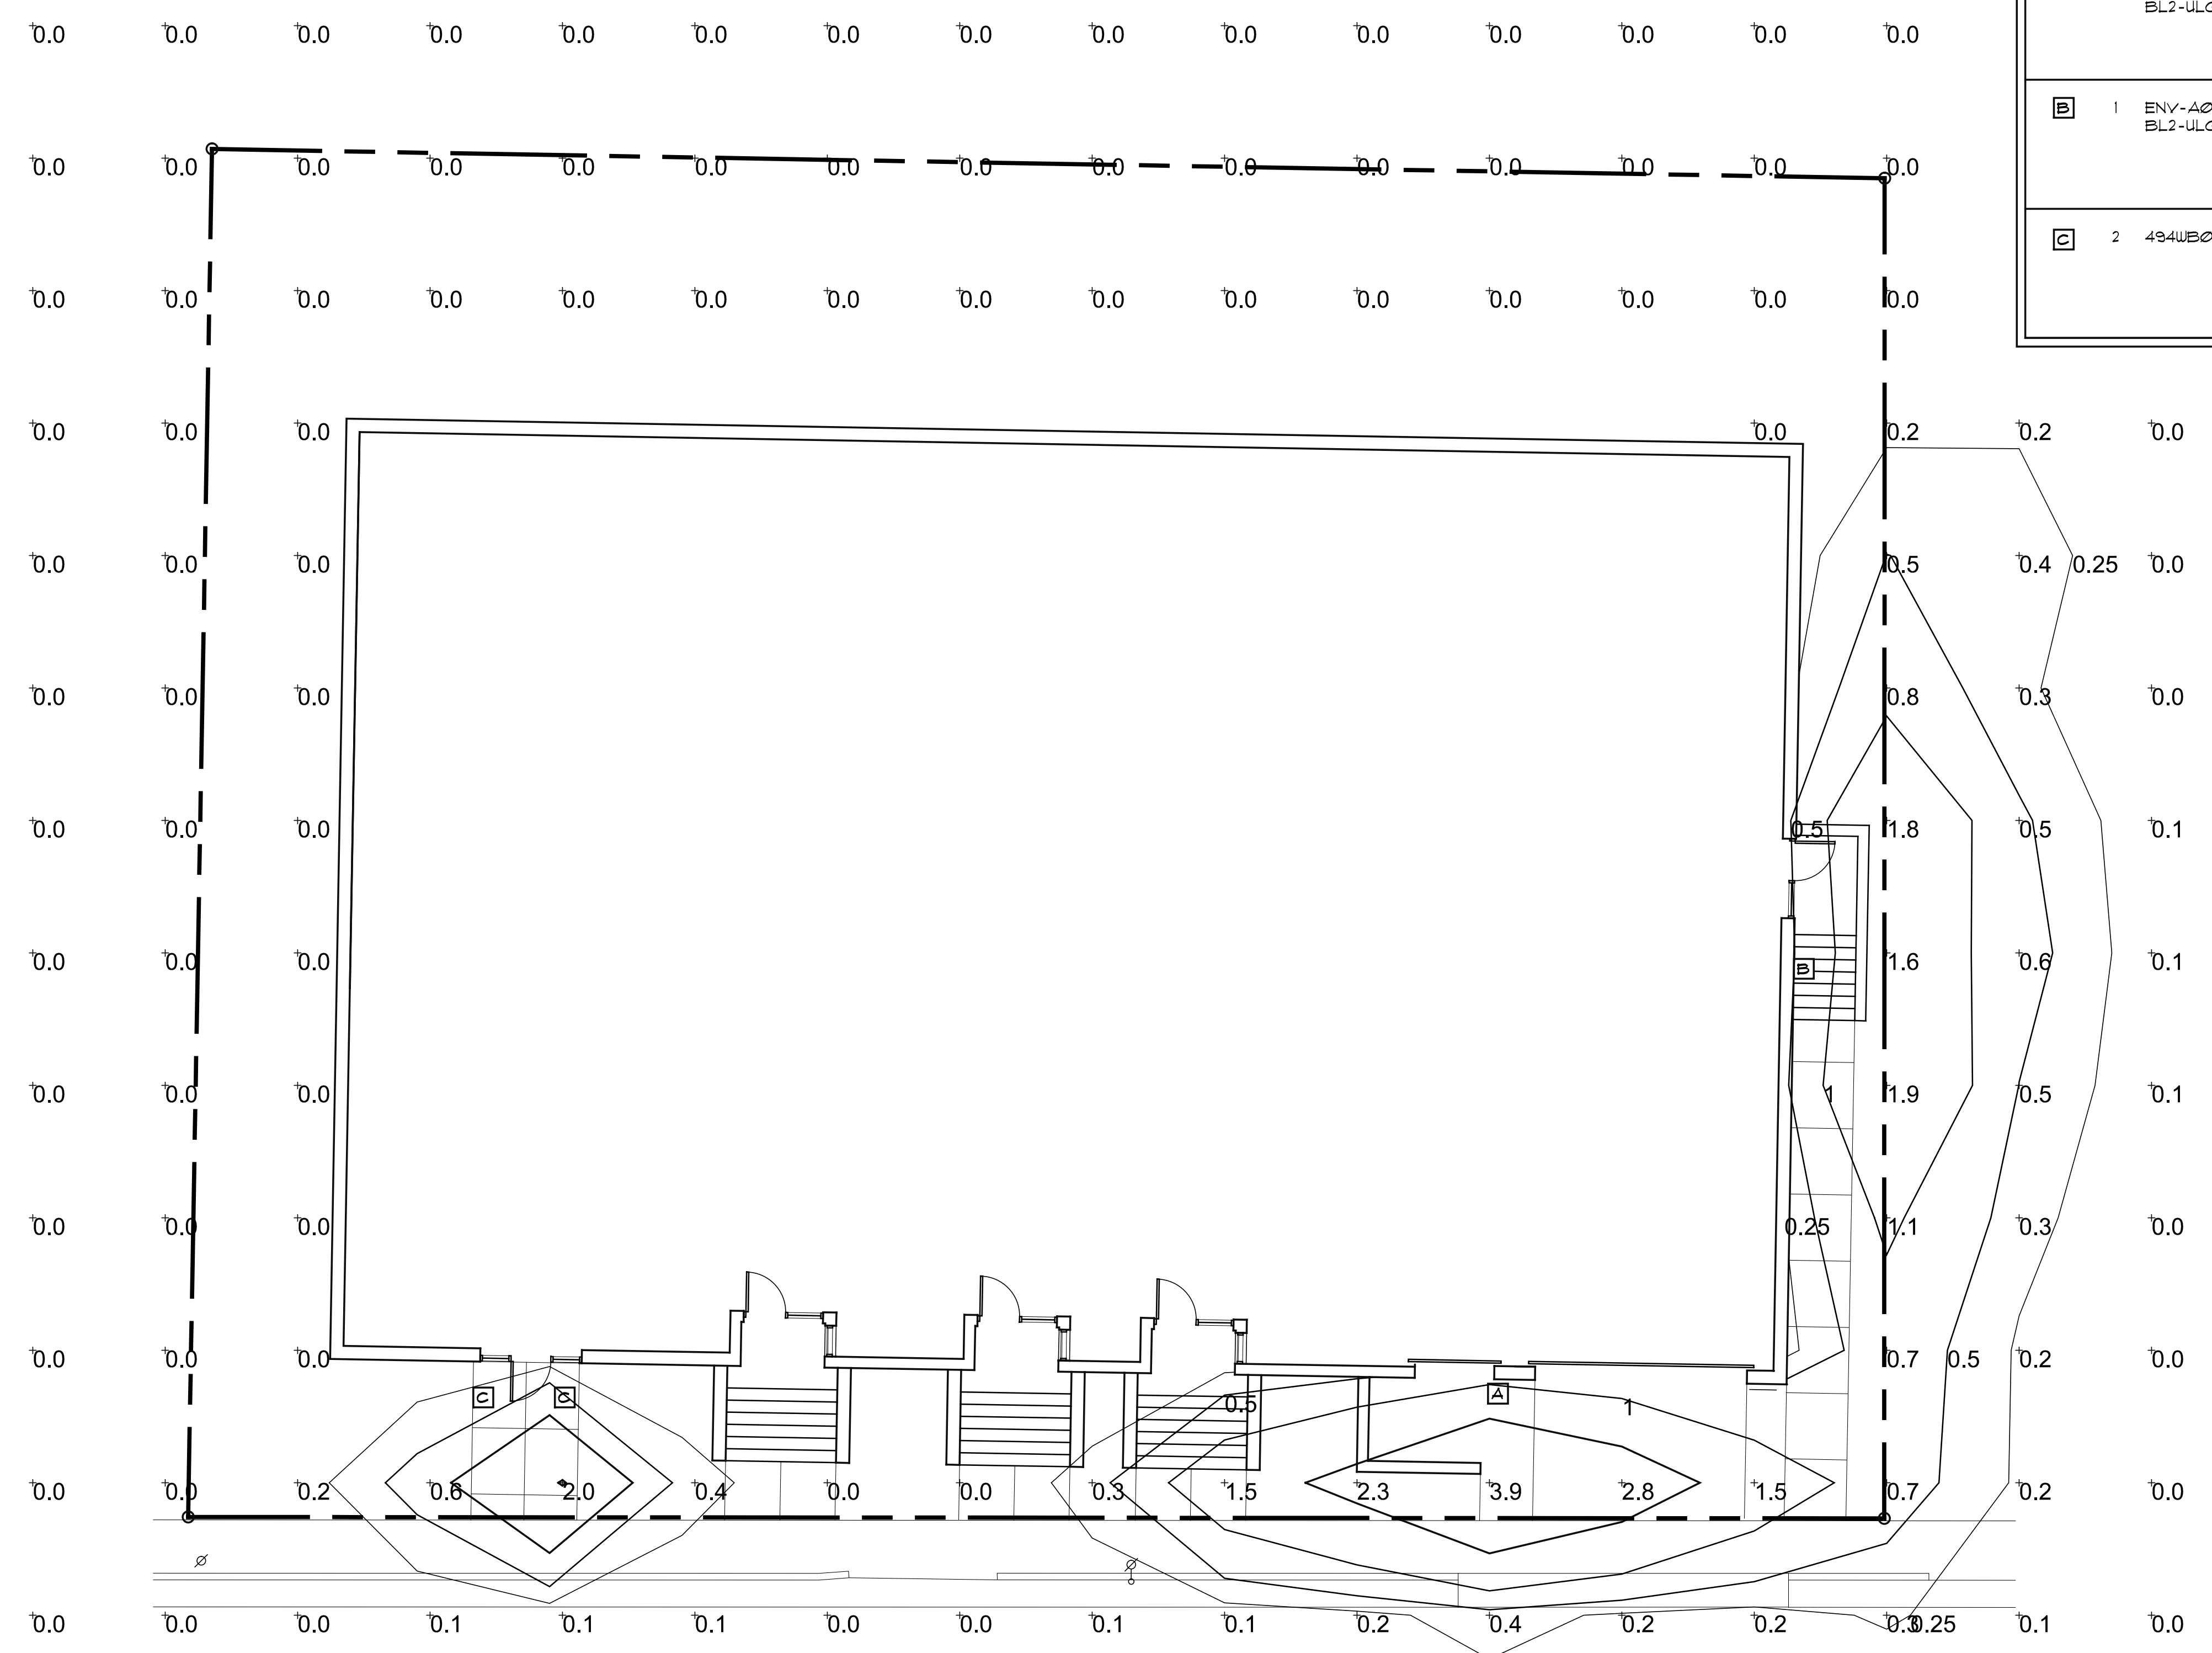 BL2-ULC
0.0 0.0 0.0 0.0 0.0 0.0 0.0 0.0 0.0 0.0 0.0 0.0 0.0 0.0 0.0
B 1 ENV-AØ
BL2-ULC
0.0 0.0 0.0 0.0 0.0 0.0 0.0 0.0 0.0 0.0 0.0 0.0 0.0 0.0 0.0
C 2 494WBØ
0.0 0.0 0.0 0.0 0.0 0.0 0.0 0.0 0.0 0.0 0.0 0.0 0.0 0.0 0.0
0.0 0.0 0.0 0.0 0.2 0.2 0.0
0.0 0.0 0.0 0.5 0.4 0.25 0.0
0.0 0.0 0.0 0.8 0.3 0.0
0.0 0.0 0.0 0.5 1.8 0.5 0.1
0.0 0.0 0.0 1.6 0.6 0.1
B
0.0 0.0 0.0 1 1.9 0.5 0.1
0.0 0.0 0.0 0.25 1.1 0.3 0.0
0.0 0.0 0.0 0.7 0.5 0.2 0.0
C C A
0.5 1
0.0 0.0 0.2 0.6 2.0 0.4 0.0 0.0 0.3 1.5 2.3 3.9 2.8 1.5 0.7 0.2 0.0
0.0 0.0 0.0 0.1 0.1 0.1 0.0 0.0 0.1 0.1 0.2 0.4 0.2 0.2 0.3 0.25 0.1 0.0